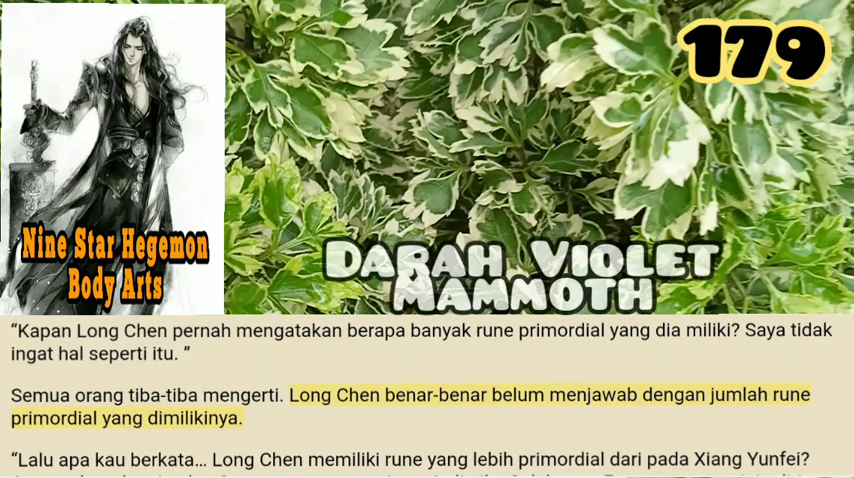 179
Nine Star Hegemon
Body Arts
Darah Violet
Mammoth
“Kapan Long Chen pernah mengatakan berapa banyak rune primordial yang dia miliki? Saya tidak
ingat hal seperti itu. ”
Semua orang tiba-tiba mengerti. Long Chen benar-benar belum menjawab dengan jumlah rune
primordial yang dimilikinya.
“Lalu apa kau berkata… Long Chen memiliki rune yang lebih primordial dari pada Xiang Yunfei?